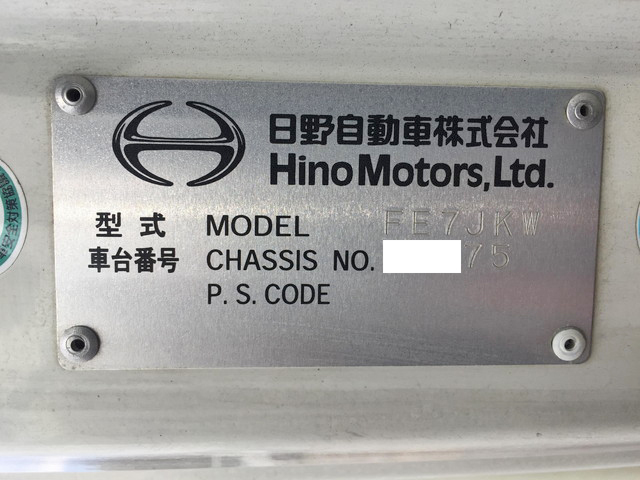 日野自動車株式会社
Hino Motors, Ltd.
型式 MODEL FE7JKW
車台番号 CHASSIS NO. 75
P.S.CODE